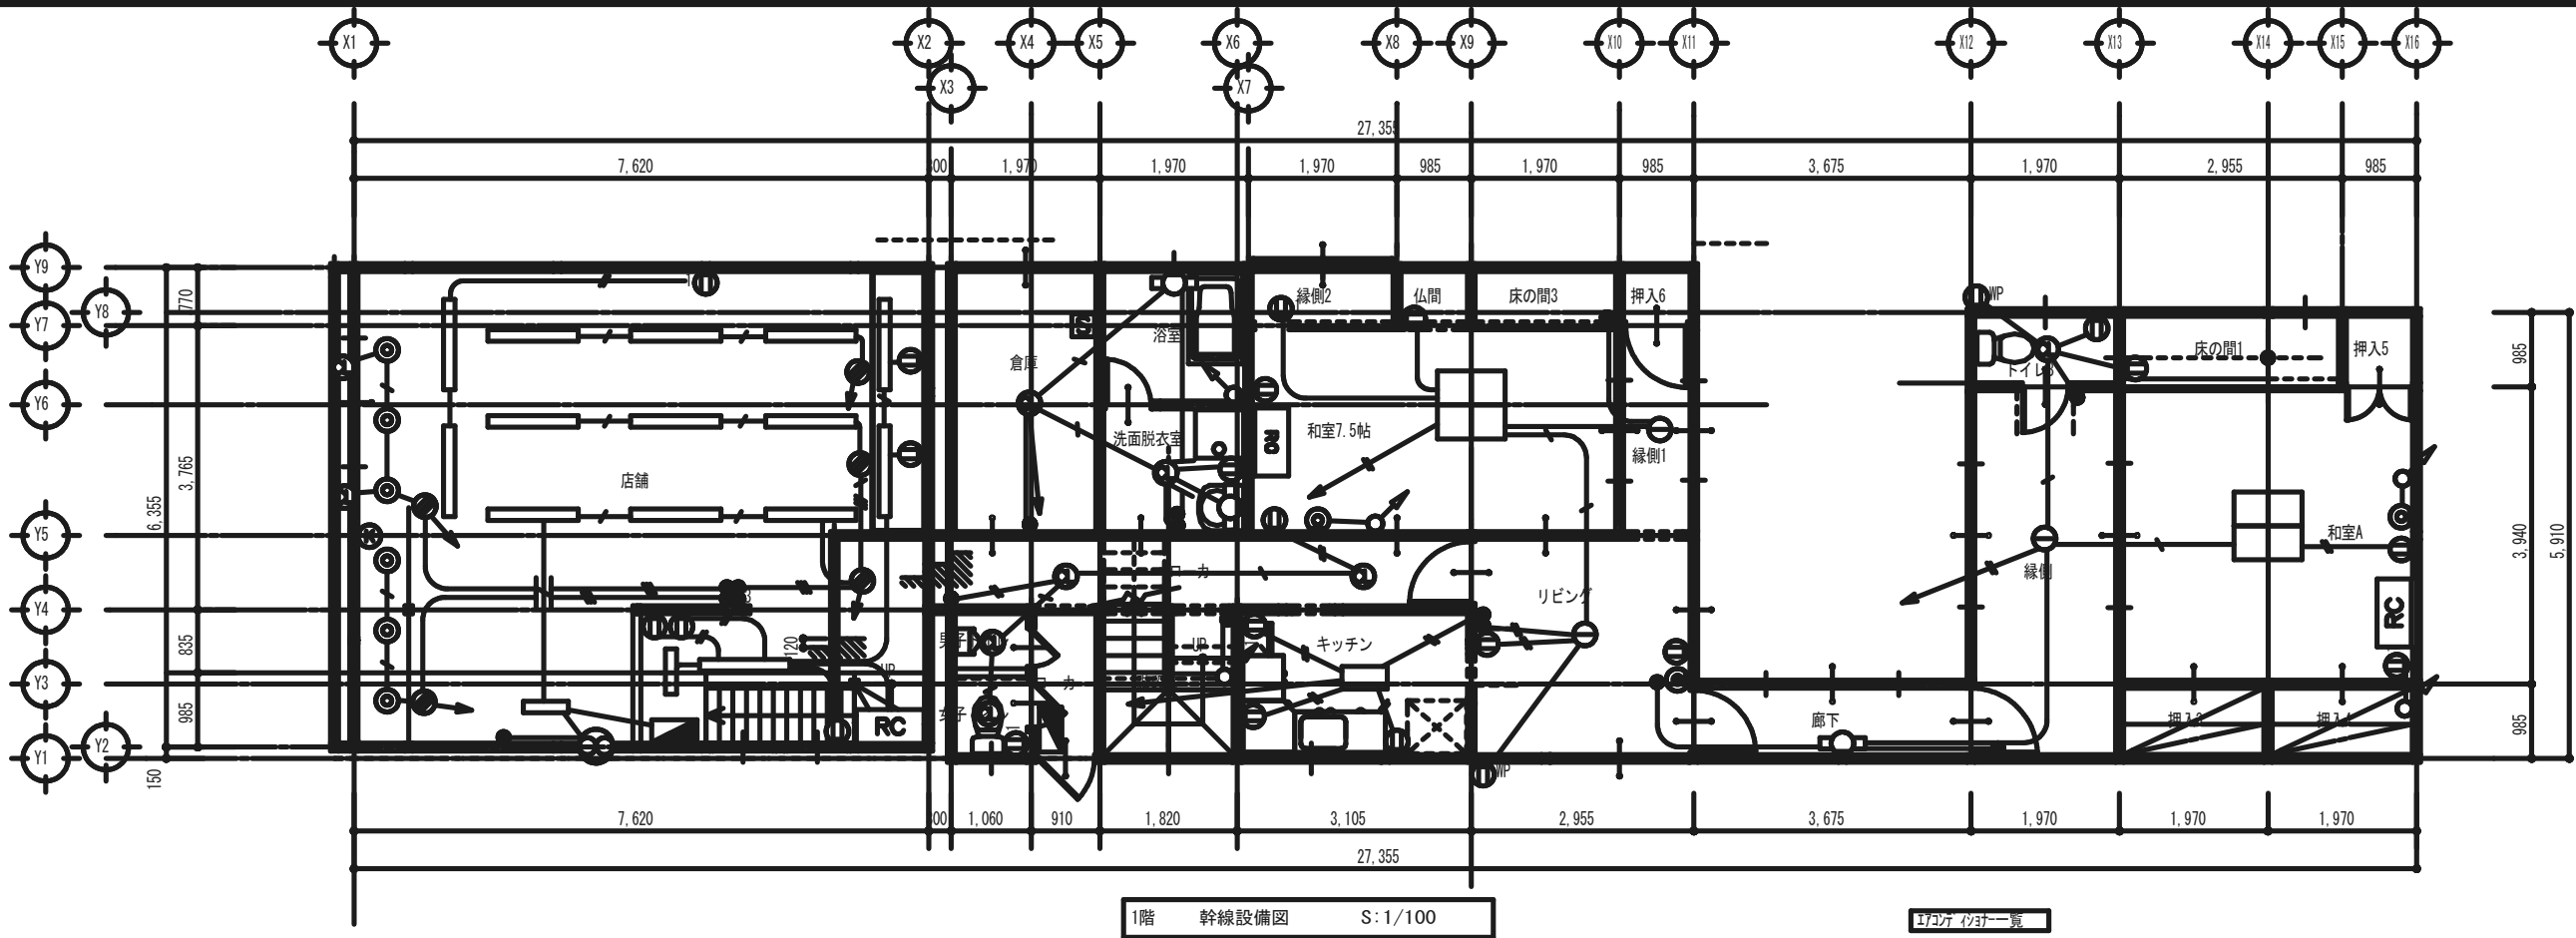 X1
X2
X4
X5
X6
X8
X9
X10
X11
X12
X13
X14
X15
X16
X3
X7
27,355
7,620
1,970
1,970
1,970
985
1,970
985
3,675
1,970
2,955
985
Y9
Y8
Y7
Y6
Y5
Y4
Y3
Y2
Y1
770
3,765
6,355
835
985
150
縁側2
仏間
床の間3
押入6
WP
浴室
倉庫
床の間1
押入5
トイレ3
985
洗面脱衣室
RC
和室7.5帖
縁側1
店舗
和室A
3,940
5,910
縁側
リビング
RC
120
UP
キッチン
RC
廊下
押入4
985
WP
7,620
1,060
910
1,820
3,105
2,955
3,675
1,970
1,970
1,970
27,355
1階 幹線設備図 S:1/100
エアコンディショナー一覧